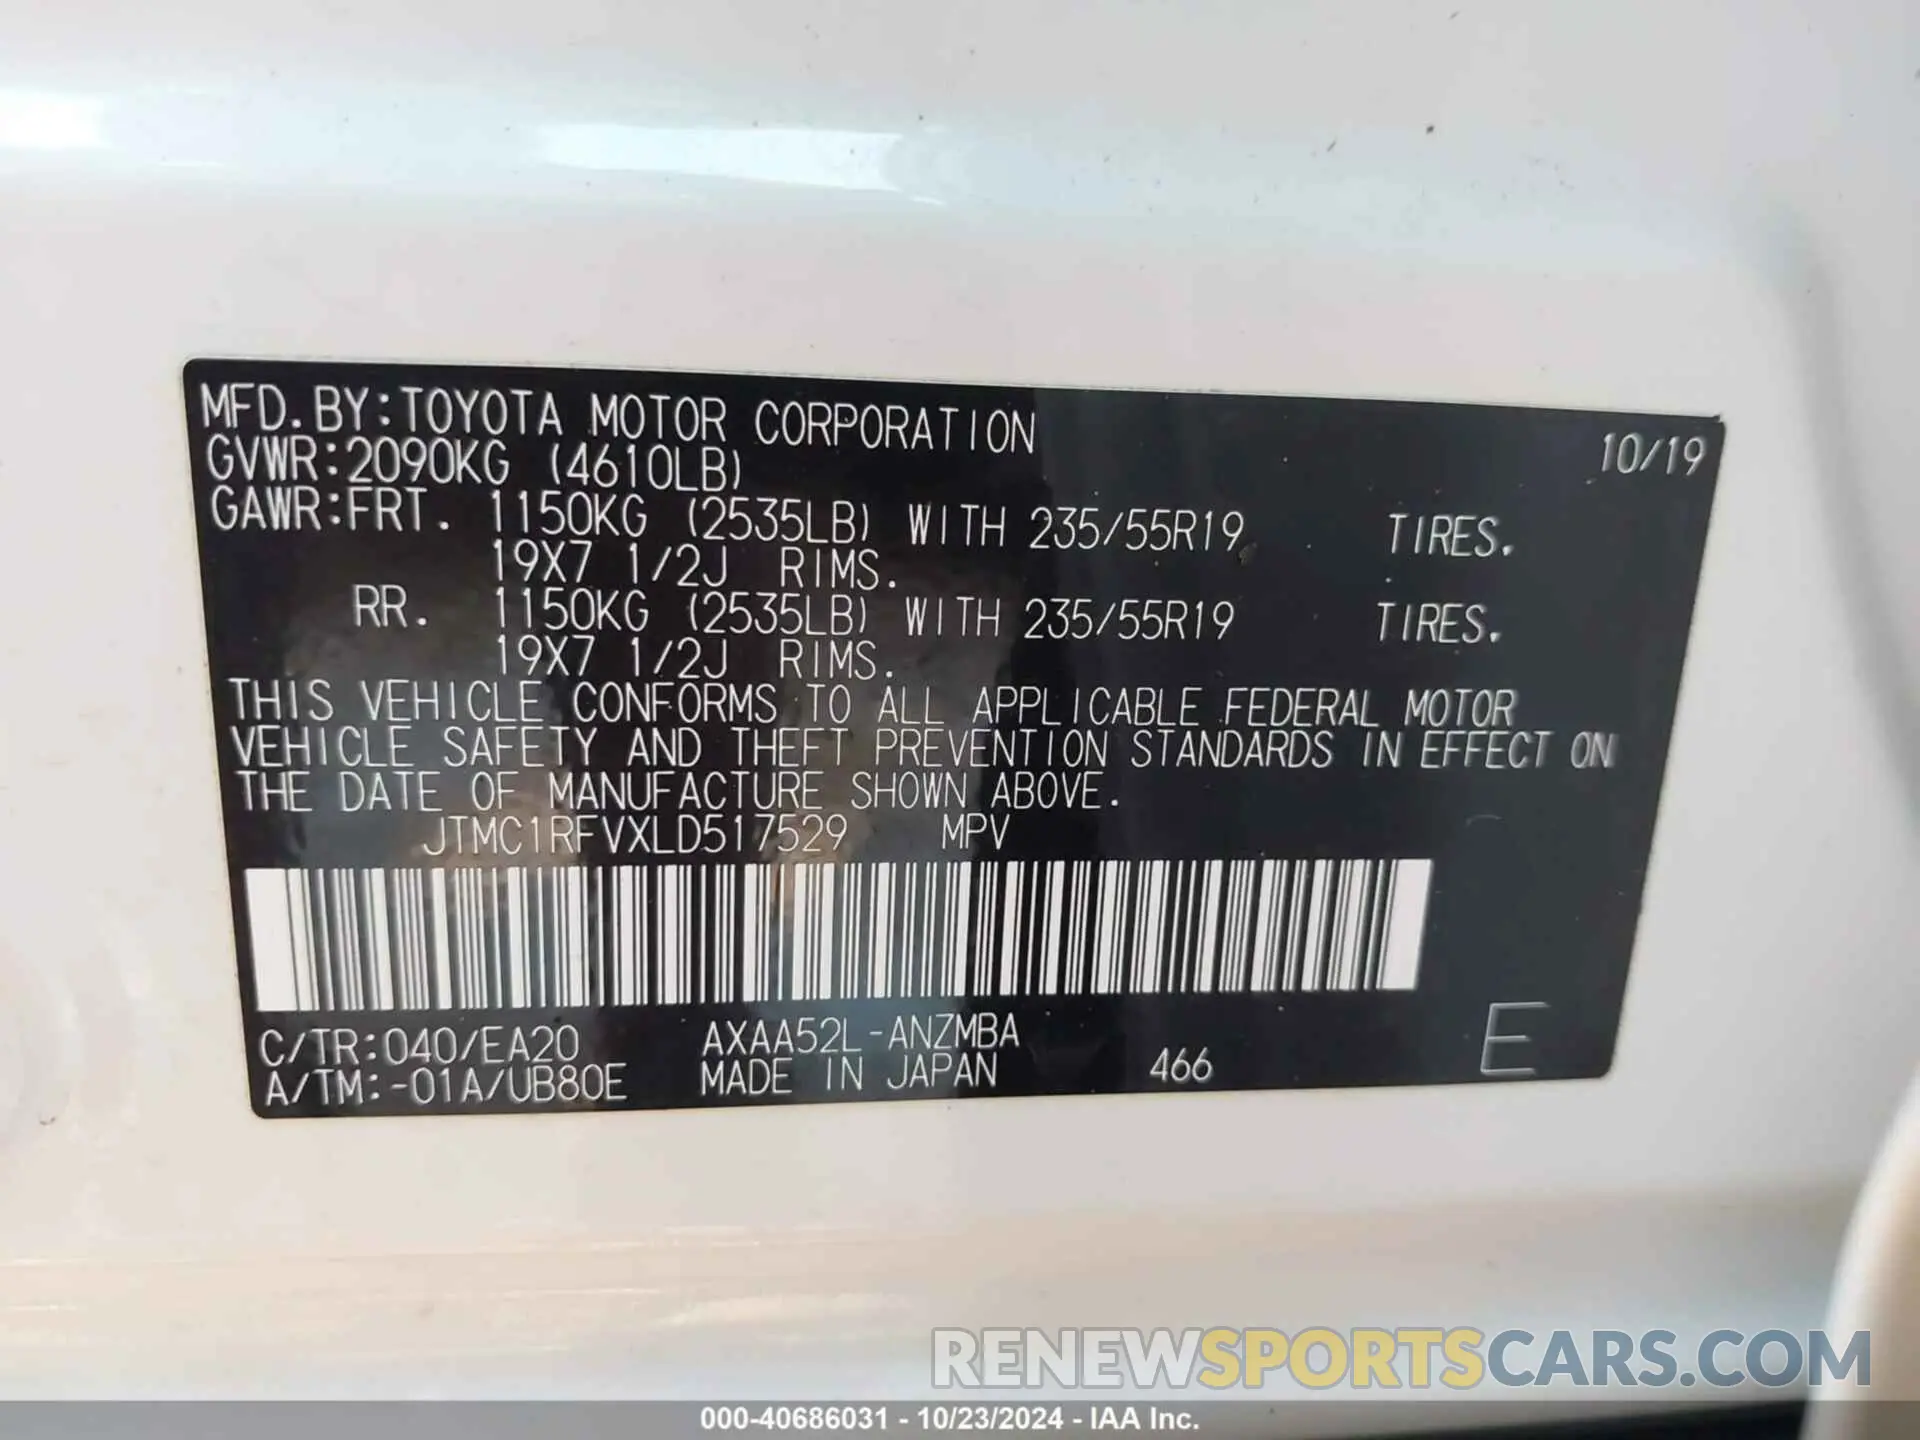 MFD. BY: TOYOTA MOTOR CORPORATION 10/19
GVWR: 2090KG (4610LB)
GAWR: FRT. 1150KG (2535LB) WITH 235/55R19 TIRES.
19X7 1/2J RIMS.
RR. 1150KG (2535LB) WITH 235/55R19 TIRES.
19X7 1/2J RIMS.
THIS VEHICLE CONFORMS TO ALL APPLICABLE FEDERAL MOTOR
VEHICLE SAFETY AND THEFT PREVENTION STANDARDS IN EFFECT ON
THE DATE OF MANUFACTURE SHOWN ABOVE.
JTMC1RFVXLD517529 MPV
C/TR: 040/EA20 AXAA52L-ANZMBA
A/TM: -01A/UB80E MADE IN JAPAN 466 E
RENEWSPORTSCARS.COM
000-40686031 - 10/23/2024 - IAA Inc.